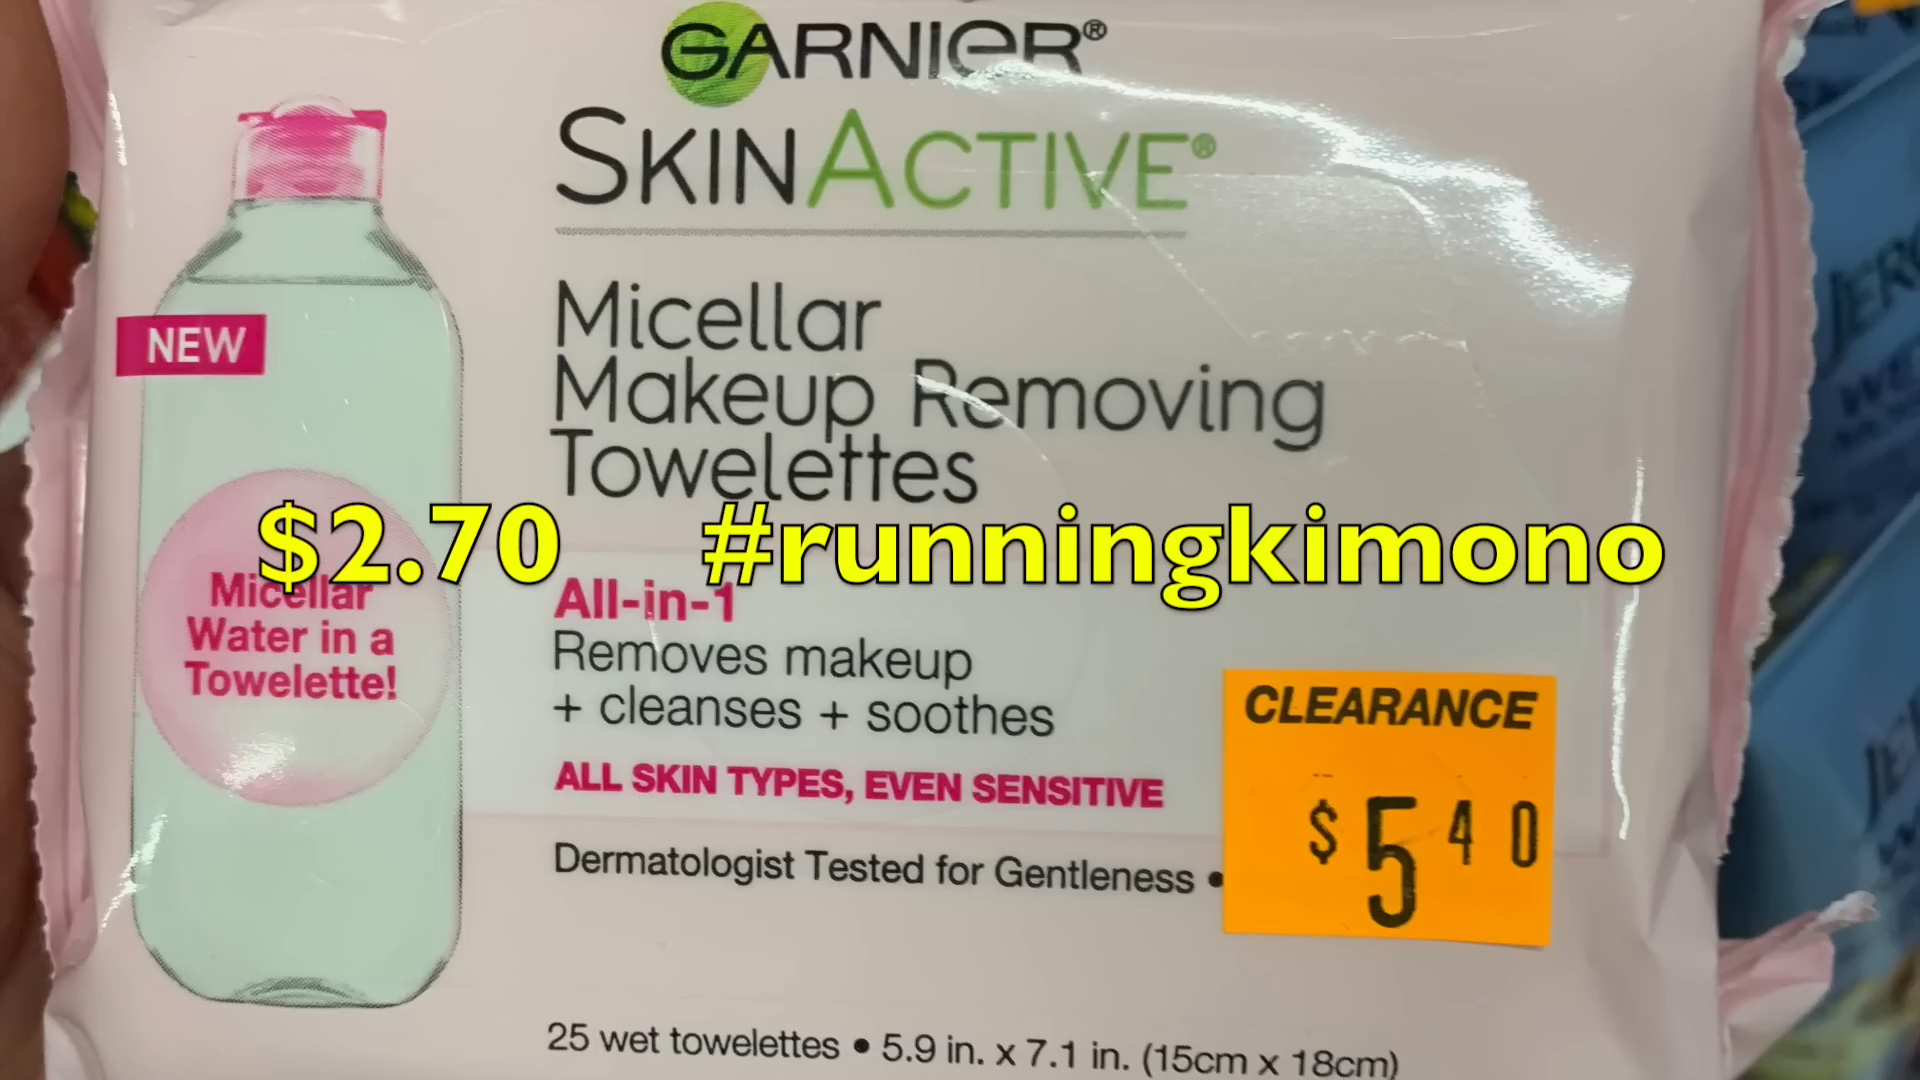 GARNIER®
SKINACTIVE®
Micellar
Makeup Removing
Towelettes
NEW
$2.70 #runningkimono
Micellar
Water in a
Towelette!
All-in-1
Removes makeup
+ cleanses + soothes
ALL SKIN TYPES, EVEN SENSITIVE
Dermatologist Tested for Gentleness •
CLEARANCE
$5 40
25 wet towelettes • 5.9 in. x 7.1 in. (15cm x 18cm)